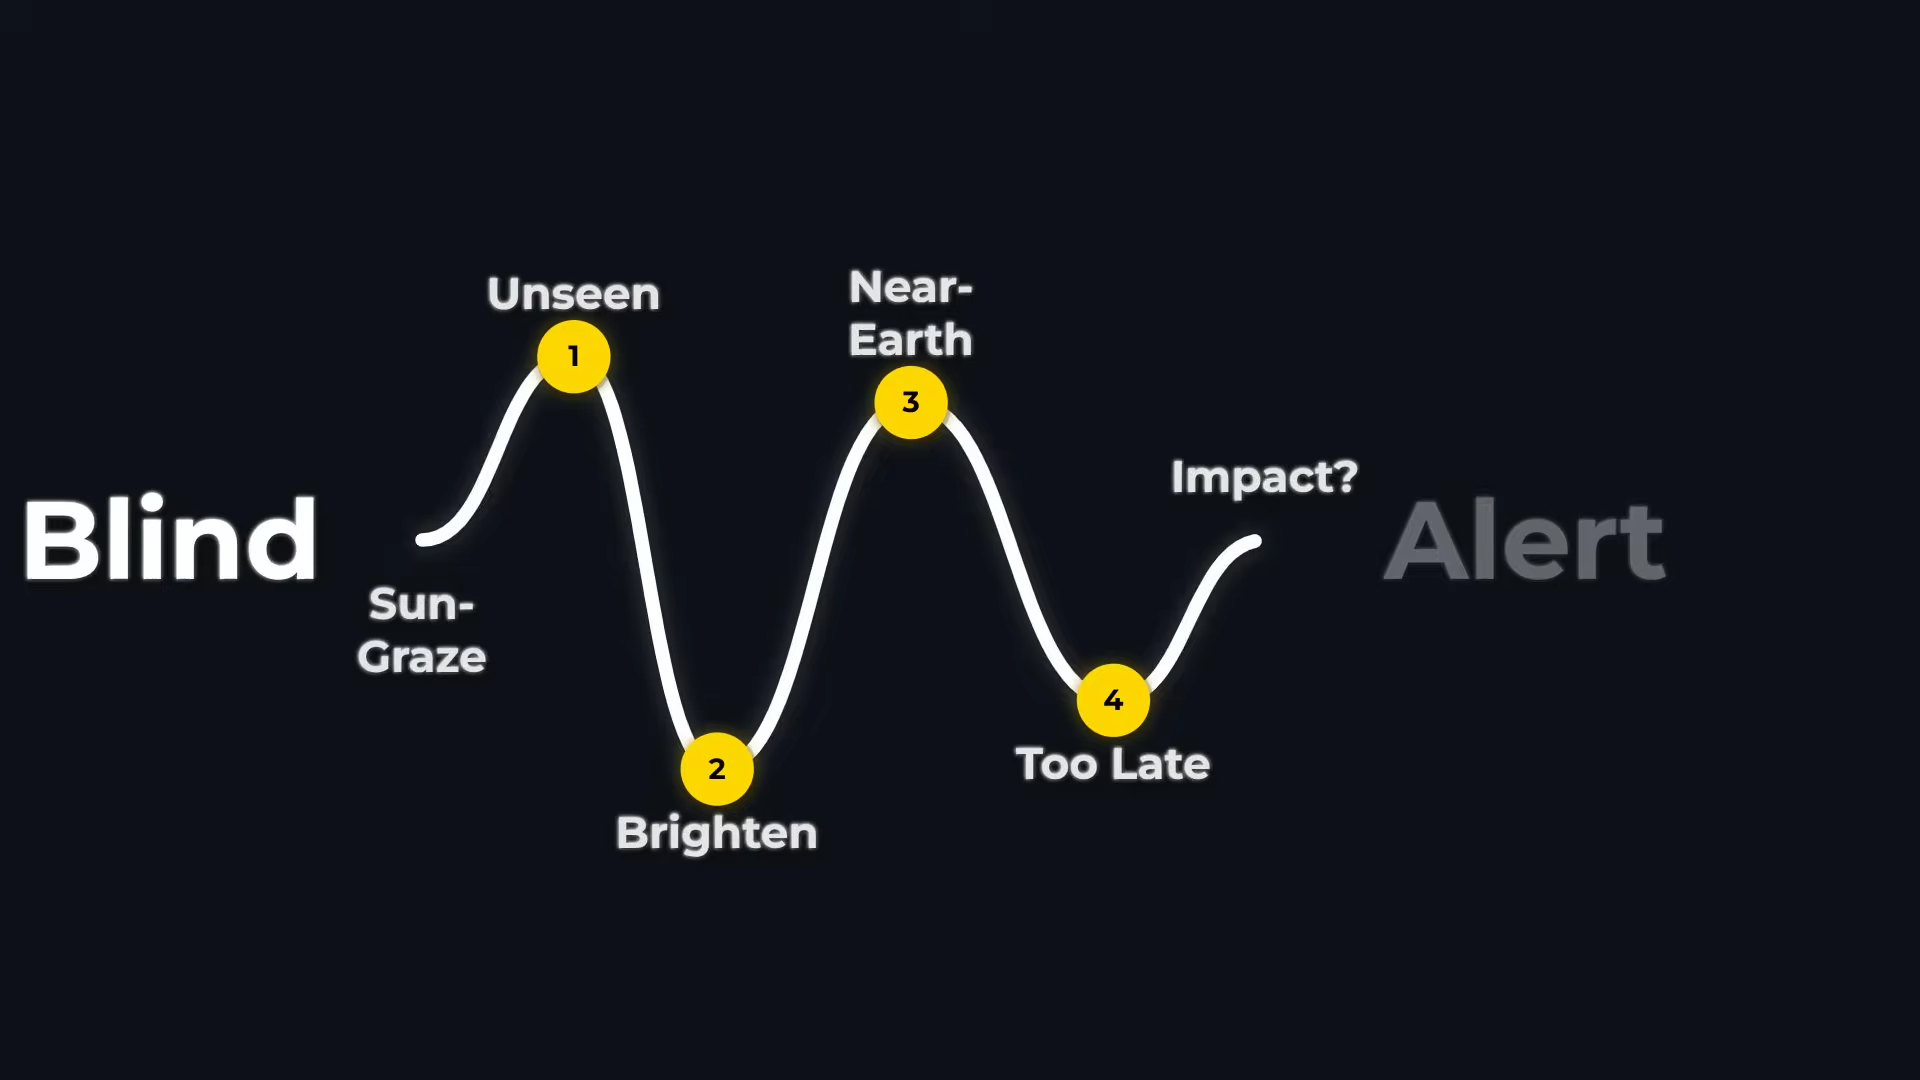 Blind
Sun-
Graze
Unseen
1
2
Brighten
Near-
Earth
3
4
Too Late
Impact?
Alert